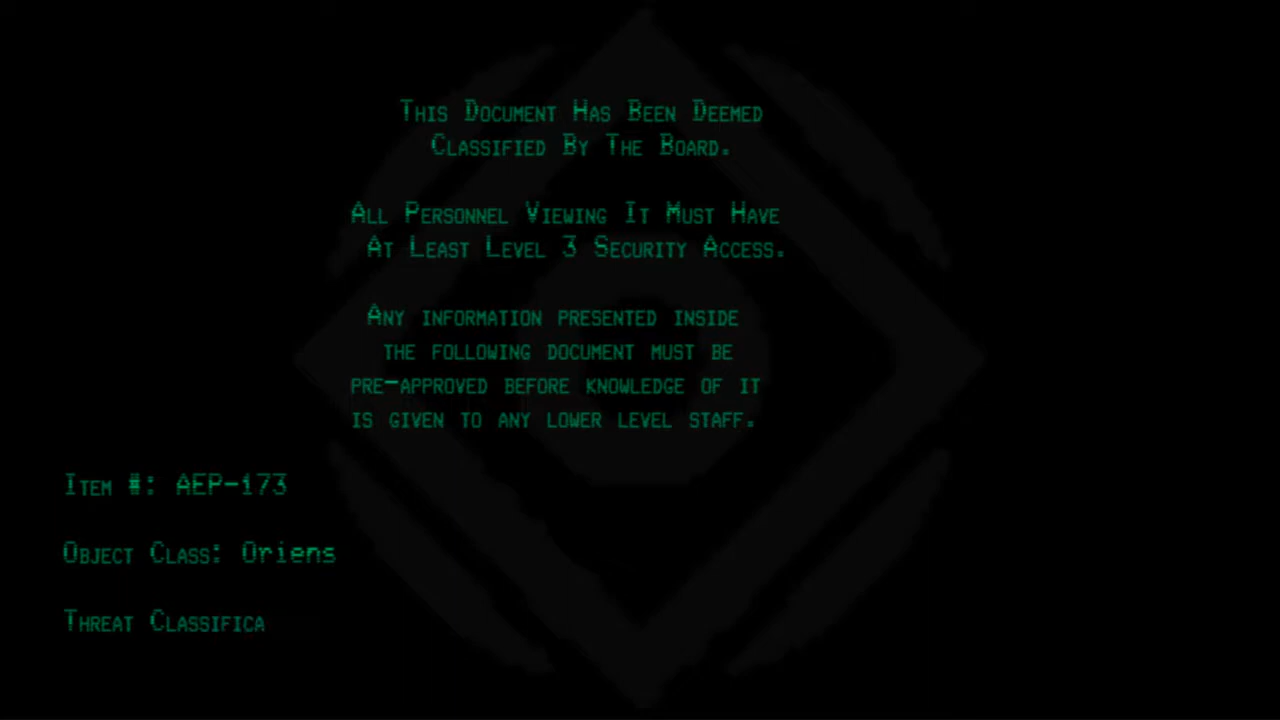 This Document Has Been Deemed
Classified By The Board.
All Personnel Viewing It Must Have
At Least Level 3 Security Access.
Any information presented inside
the following document must be
pre-approved before knowledge of it
is given to any lower level staff.
Item #: AEP-173
Object Class: Oriens
Threat Classifica